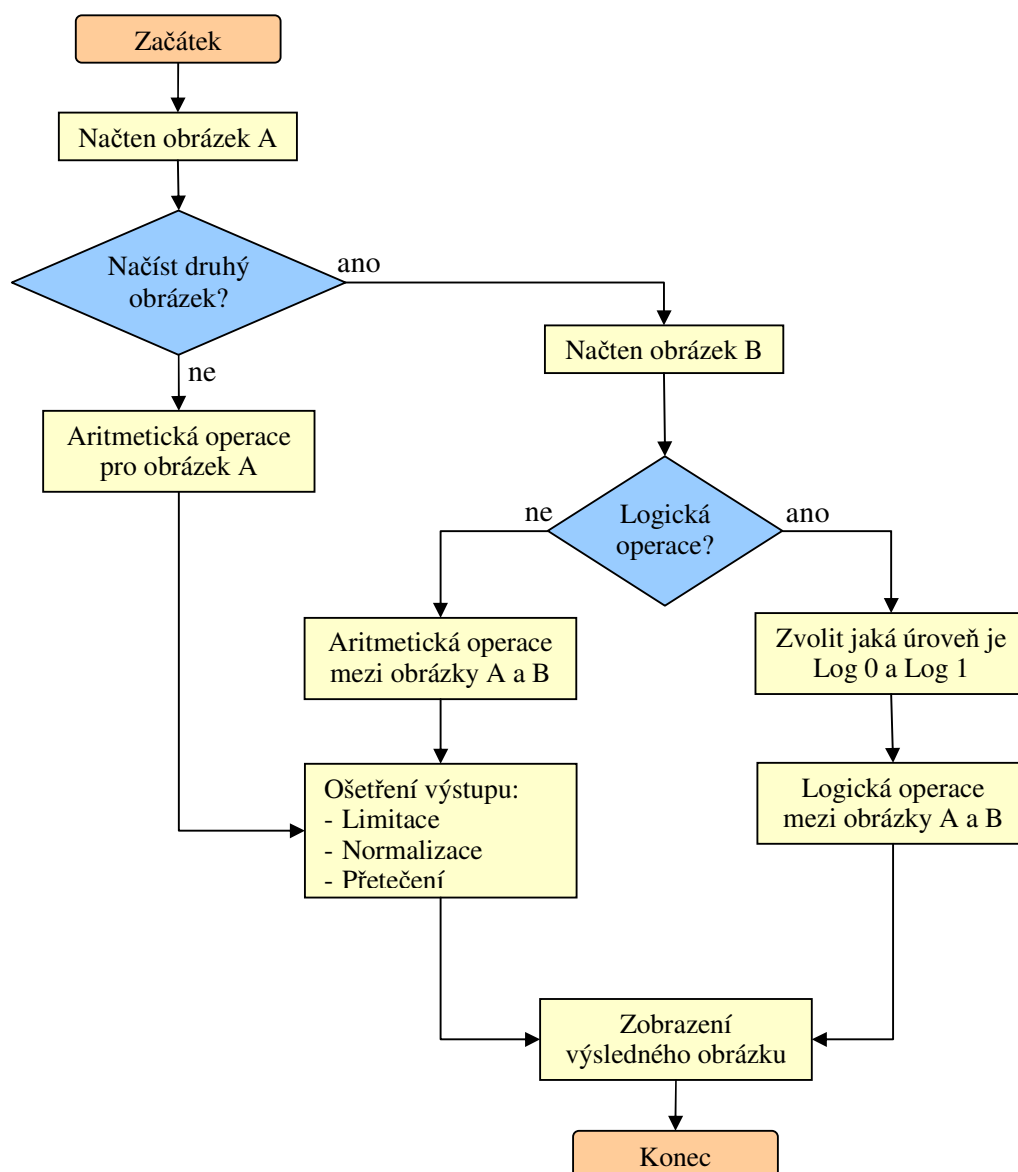 Začátek
Načten obrázek A
Načíst druhý
obrázek?
ano
ne
Načten obrázek B
Aritmetická operace
pro obrázek A
Logická
operace?
ne
ano
Aritmetická operace
mezi obrázky A a B
Zvolit jaká úroveň je
Log 0 a Log 1
Ošetření výstupu:
- Limitace
- Normalizace
- Přetečení
Logická operace
mezi obrázky A a B
Zobrazení
výsledného obrázku
Konec